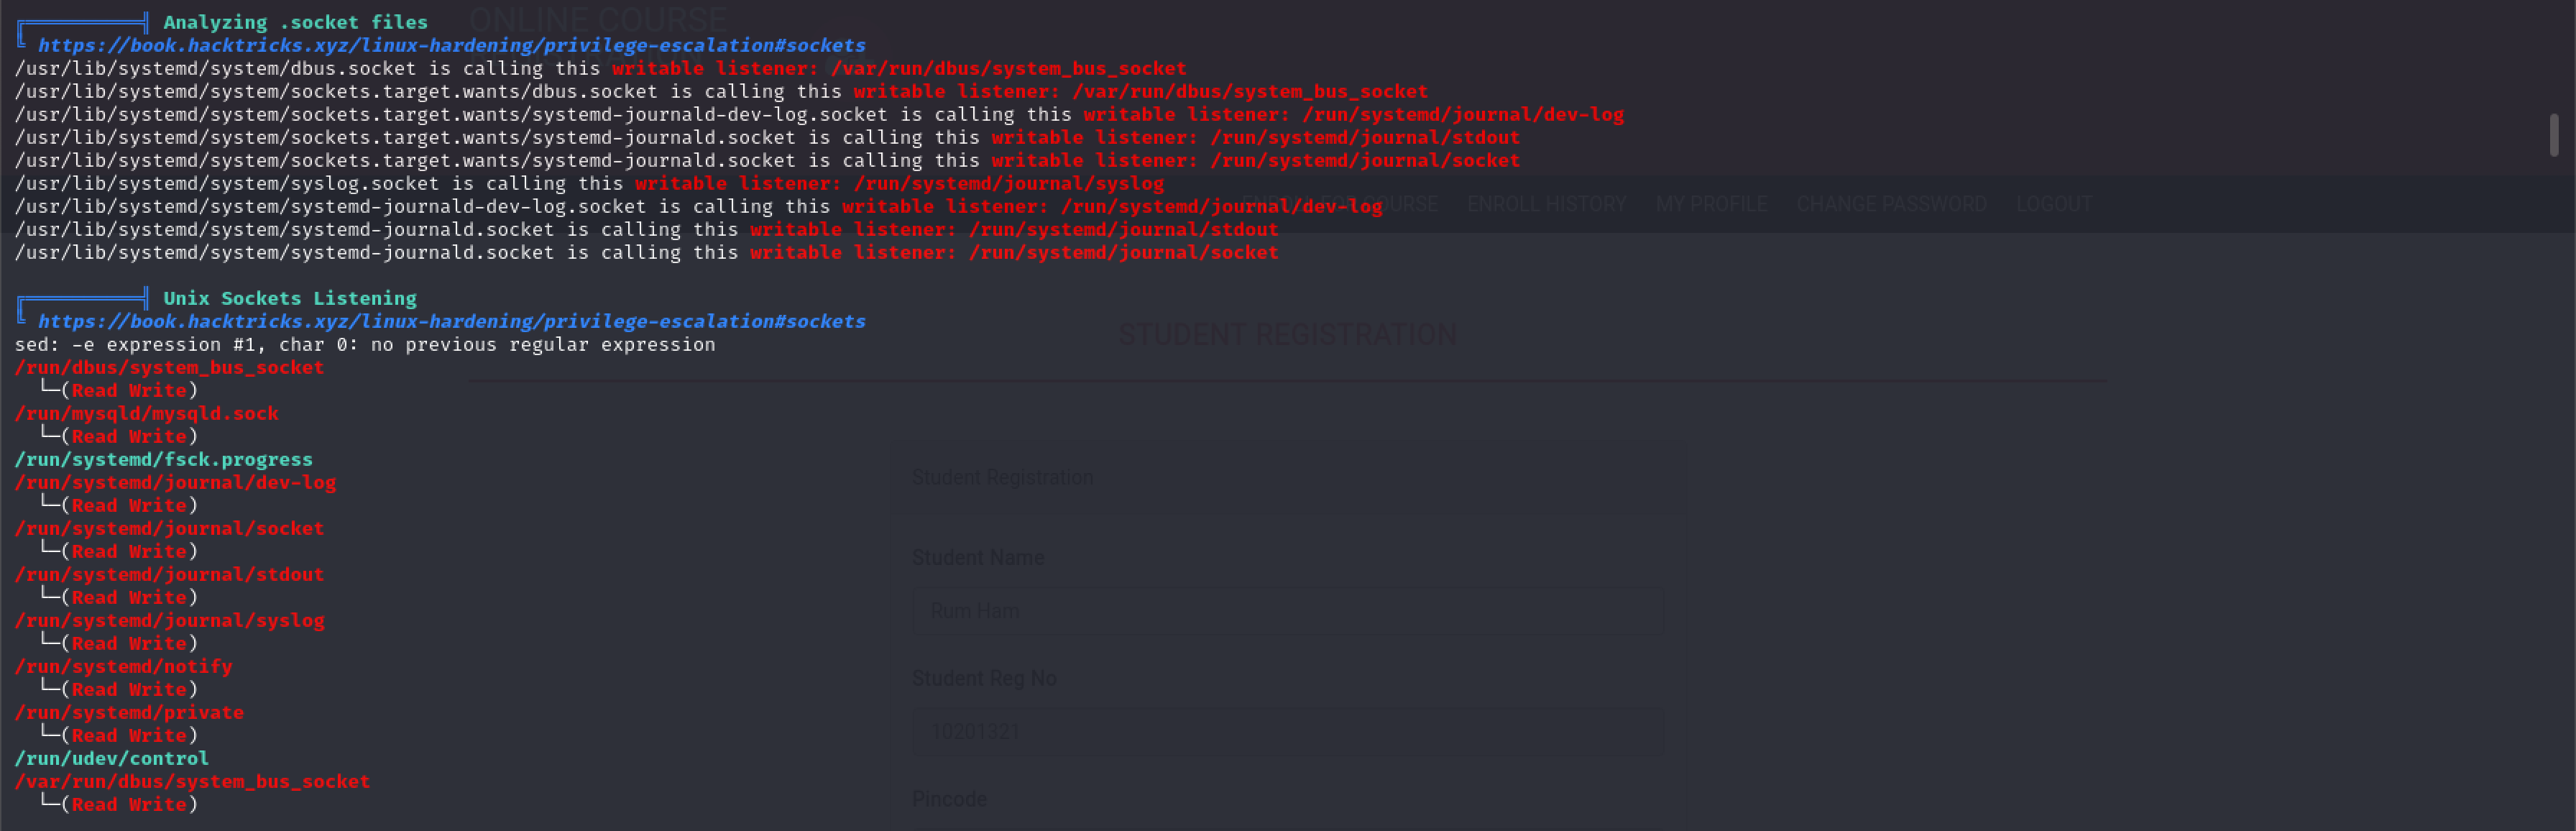 ONLINE COURSE
╔══════════╣ Analyzing .socket files
╚ https://book.hacktricks.xyz/linux-hardening/privilege-escalation#sockets
/usr/lib/systemd/system/dbus.socket is calling this writable listener: /var/run/dbus/system_bus_socket
/usr/lib/systemd/system/sockets.target.wants/dbus.socket is calling this writable listener: /var/run/dbus/system_bus_socket
/usr/lib/systemd/system/sockets.target.wants/systemd-journald-dev-log.socket is calling this writable listener: /run/systemd/journal/dev-log
/usr/lib/systemd/system/sockets.target.wants/systemd-journald.socket is calling this writable listener: /run/systemd/journal/stdout
/usr/lib/systemd/system/sockets.target.wants/systemd-journald.socket is calling this writable listener: /run/systemd/journal/socket
/usr/lib/systemd/system/syslog.socket is calling this writable listener: /run/systemd/journal/syslog
/usr/lib/systemd/system/systemd-journald-dev-log.socket is calling this writable listener: /run/systemd/journal/dev-log
COURSE ENROLL HISTORY MY PROFILE CHANGE PASSWORD LOGOUT
/usr/lib/systemd/system/systemd-journald.socket is calling this writable listener: /run/systemd/journal/stdout
/usr/lib/systemd/system/systemd-journald.socket is calling this writable listener: /run/systemd/journal/socket
╔══════════╣ Unix Sockets Listening
╚ https://book.hacktricks.xyz/linux-hardening/privilege-escalation#sockets
STUDENT REGISTRATION
sed: -e expression #1, char 0: no previous regular expression
/run/dbus/system_bus_socket
└─(Read Write)
/run/mysqld/mysqld.sock
└─(Read Write)
/run/systemd/fsck.progress
Student Registration
/run/systemd/journal/dev-log
└─(Read Write)
/run/systemd/journal/socket
└─(Read Write)
Student Name
/run/systemd/journal/stdout
└─(Read Write)
Rum Ham
/run/systemd/journal/syslog
└─(Read Write)
/run/systemd/notify
Student Reg No
└─(Read Write)
/run/systemd/private
└─(Read Write)
10201321
/run/udev/control
/var/run/dbus/system_bus_socket
└─(Read Write)
Pincode